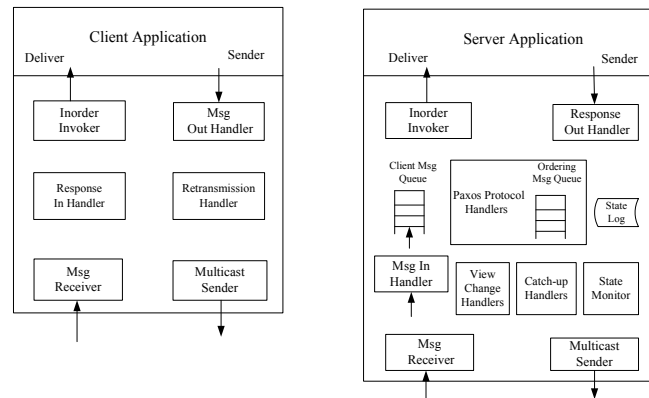 Client Application
Deliver
Sender
Inorder
Invoker
Msg
Out Handler
Response
In Handler
Retransmission
Handler
Msg
Receiver
Multicast
Sender
Server Application
Deliver
Sender
Inorder
Invoker
Response
Out Handler
Client Msg
Queue
Paxos Protocol
Handlers
Ordering
Msg Queue
State
Log
Msg In
Handler
View
Change
Handlers
Catch-up
Handlers
State
Monitor
Msg
Receiver
Multicast
Sender